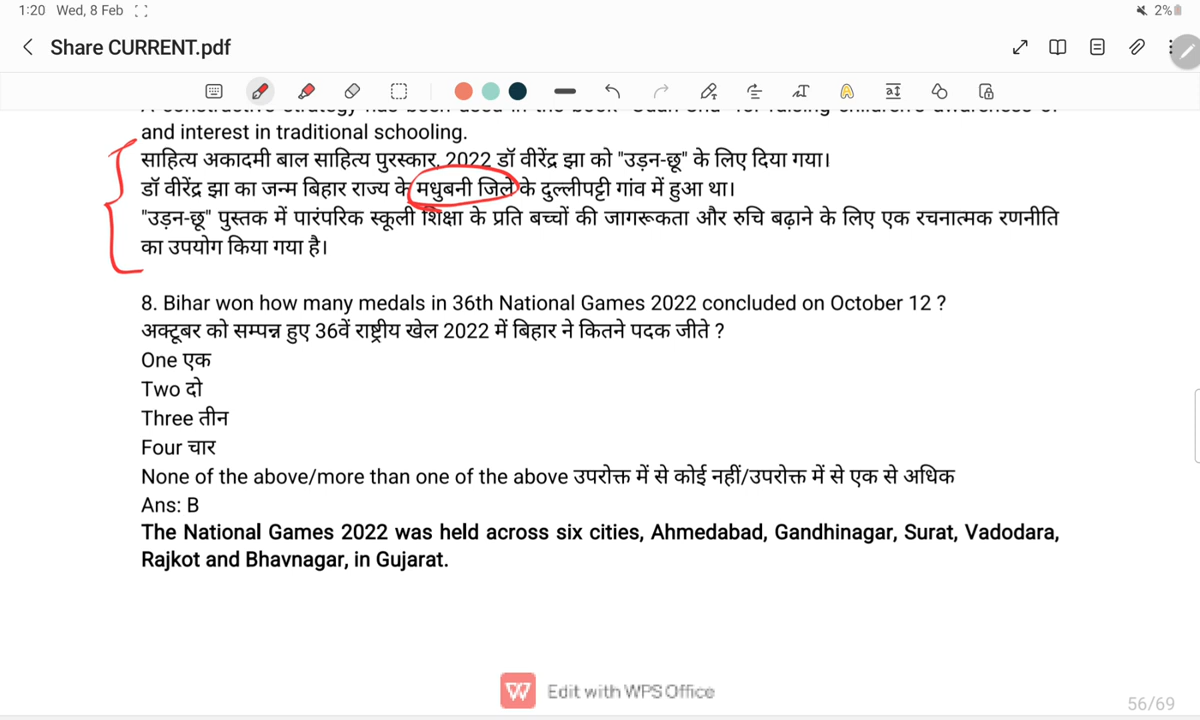 1:20 Wed, 8 Feb 2%
Share CURRENT.pdf
and interest in traditional schooling.
साहित्य अकादमी बाल साहित्य पुरस्कार, 2022 डॉ वीरेंद्र झा को "उड़न-छू" के लिए दिया गया।
डॉ वीरेंद्र झा का जन्म बिहार राज्य के मधुबनी जिले के दुल्लीपट्टी गांव में हुआ था।
"उड़न-छू" पुस्तक में पारंपरिक स्कूली शिक्षा के प्रति बच्चों की जागरूकता और रुचि बढ़ाने के लिए एक रचनात्मक रणनीति
का उपयोग किया गया है।
8. Bihar won how many medals in 36th National Games 2022 concluded on October 12 ?
अक्टूबर को सम्पन्न हुए 36वें राष्ट्रीय खेल 2022 में बिहार ने कितने पदक जीते ?
One एक
Two दो
Three तीन
Four चार
None of the above/more than one of the above उपरोक्त में से कोई नहीं/उपरोक्त में से एक से अधिक
Ans: B
The National Games 2022 was held across six cities, Ahmedabad, Gandhinagar, Surat, Vadodara,
Rajkot and Bhavnagar, in Gujarat.
Edit with WPS Office
56/69